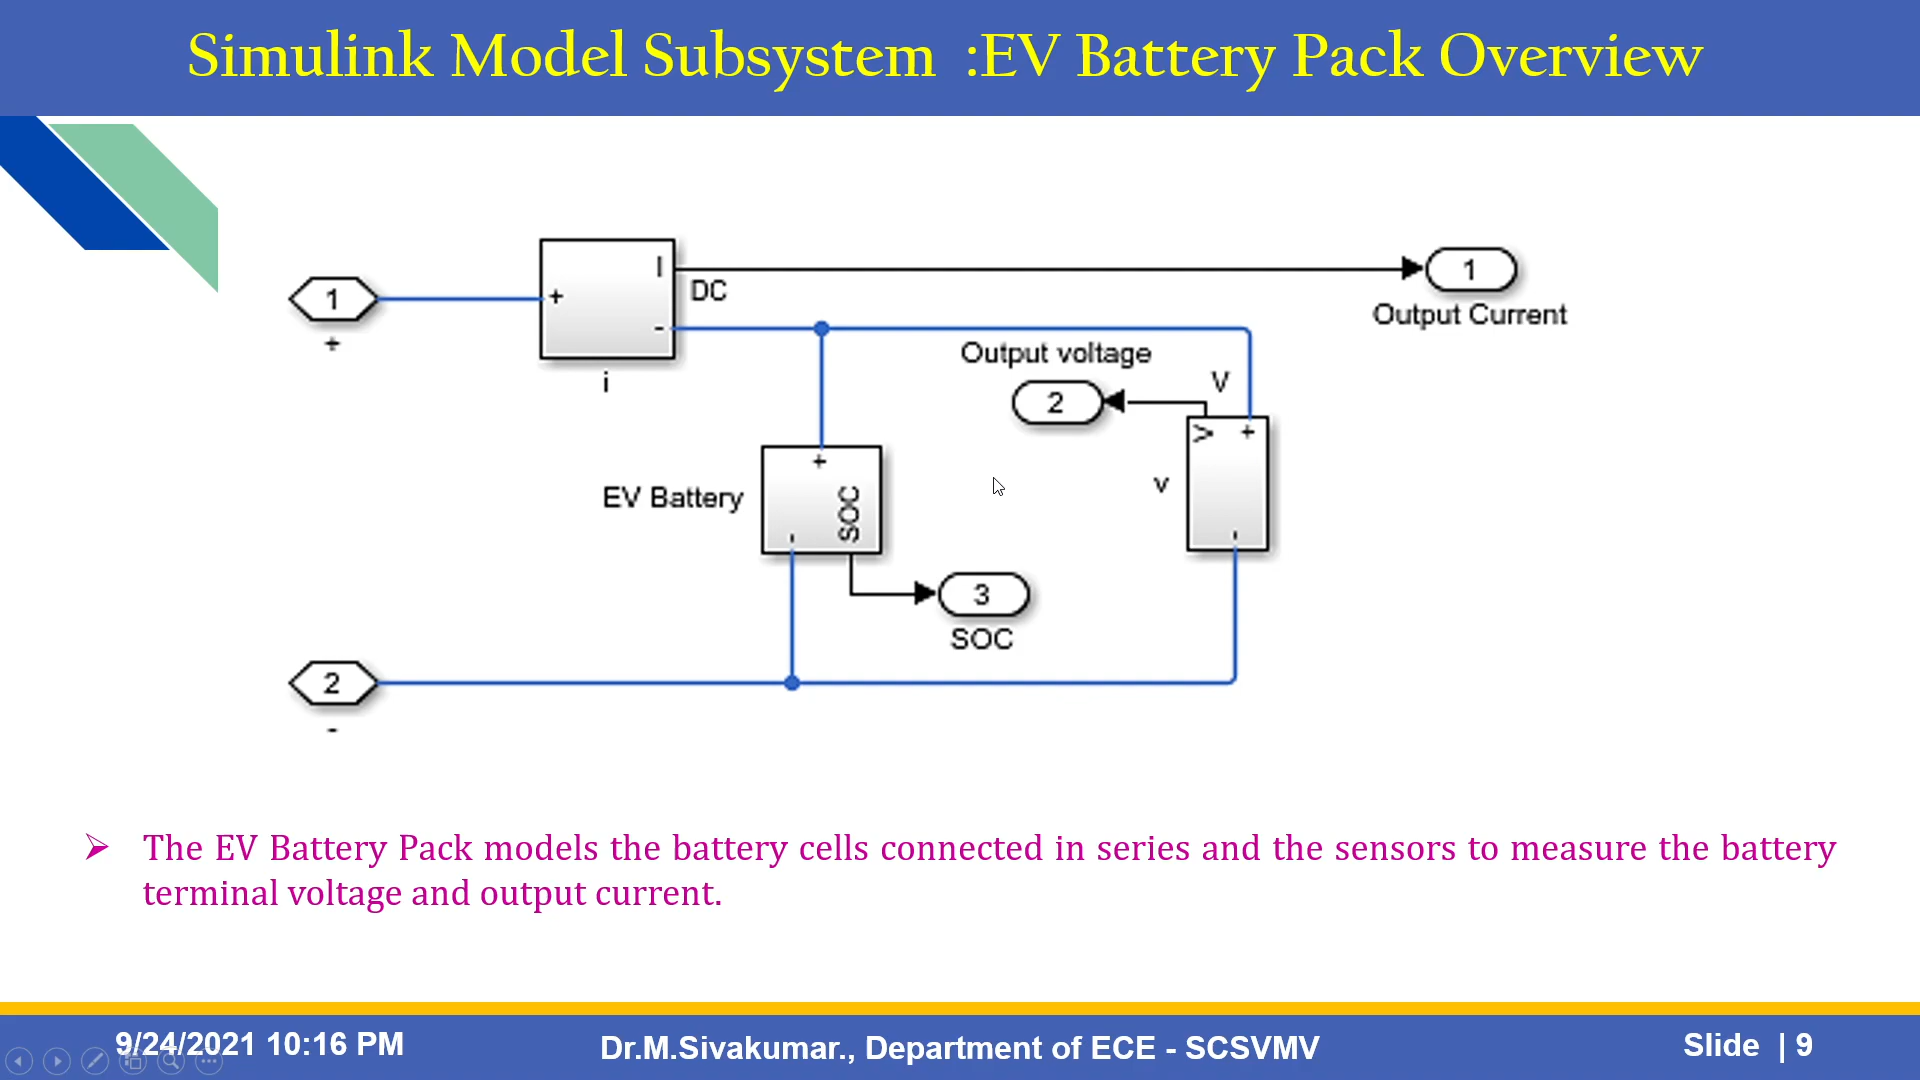 Simulink Model Subsystem :EV Battery Pack Overview
1
+
+
I
-
DC
i
1
Output Current
Output voltage
2
V
V
+
-
v
EV Battery
+
-
SOC
3
SOC
2
-
The EV Battery Pack models the battery cells connected in series and the sensors to measure the battery
terminal voltage and output current.
9/24/2021 10:16 PM
Dr.M.Sivakumar., Department of ECE - SCSVMV
Slide | 9